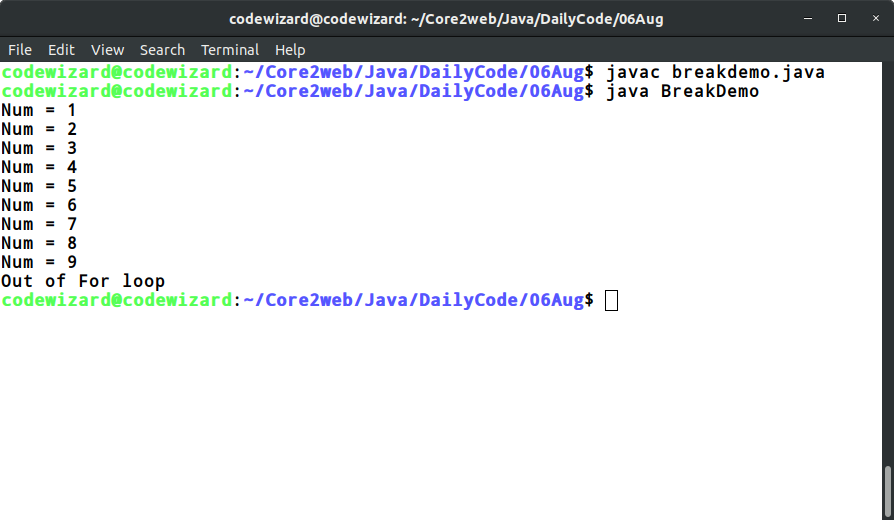 codewizard@codewizard: ~/Core2web/Java/DailyCode/06Aug
File Edit View Search Terminal Help
codewizard@codewizard:~/Core2web/Java/DailyCode/06Aug$ javac breakdemo.java
codewizard@codewizard:~/Core2web/Java/DailyCode/06Aug$ java BreakDemo
Num = 1
Num = 2
Num = 3
Num = 4
Num = 5
Num = 6
Num = 7
Num = 8
Num = 9
Out of For loop
codewizard@codewizard:~/Core2web/Java/DailyCode/06Aug$